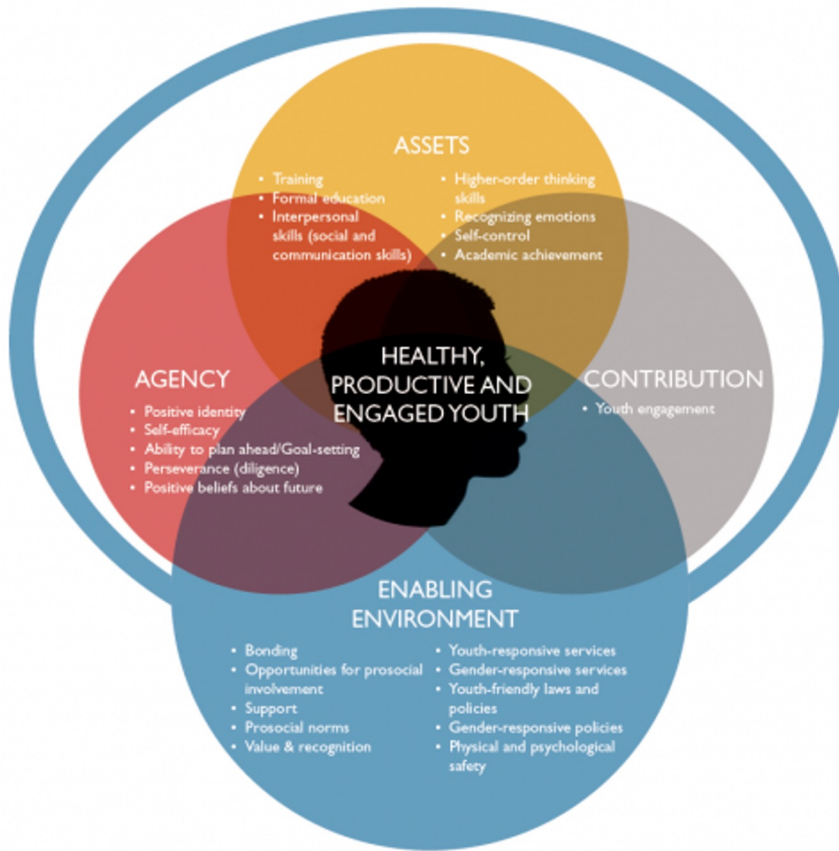 ASSETS
• Training
• Formal education
• Interpersonal
skills (social and
communication skills)
• Higher-order thinking
skills
• Recognizing emotions
• Self-control
• Academic achievement
HEALTHY,
PRODUCTIVE AND
ENGAGED YOUTH
AGENCY
• Positive identity
• Self-efficacy
• Ability to plan ahead/Goal-setting
• Perseverance (diligence)
• Positive beliefs about future
CONTRIBUTION
• Youth engagement
ENABLING
ENVIRONMENT
• Bonding
• Opportunities for prosocial
involvement
• Support
• Prosocial norms
• Value & recognition
• Youth-responsive services
• Gender-responsive services
• Youth-friendly laws and
policies
• Gender-responsive policies
• Physical and psychological
safety